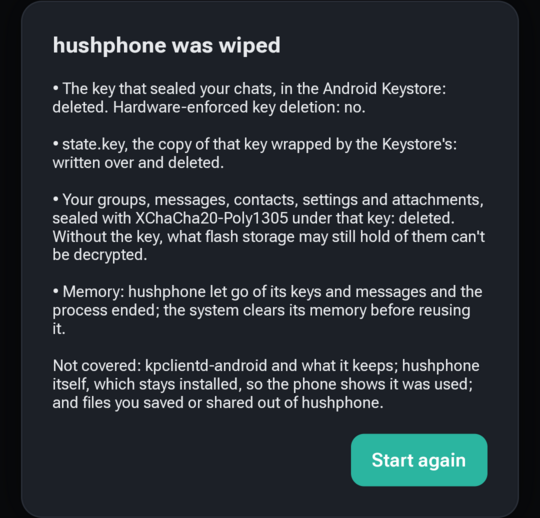 hushphone was wiped
• The key that sealed your chats, in the Android Keystore:
deleted. Hardware-enforced key deletion: no.
• state.key, the copy of that key wrapped by the Keystore's:
written over and deleted.
• Your groups, messages, contacts, settings and attachments,
sealed with XChaCha20-Poly1305 under that key: deleted.
Without the key, what flash storage may still hold of them can't
be decrypted.
• Memory: hushphone let go of its keys and messages and the
process ended; the system clears its memory before reusing
it.
Not covered: kpclientd-android and what it keeps; hushphone
itself, which stays installed, so the phone shows it was used;
and files you saved or shared out of hushphone.
Start again